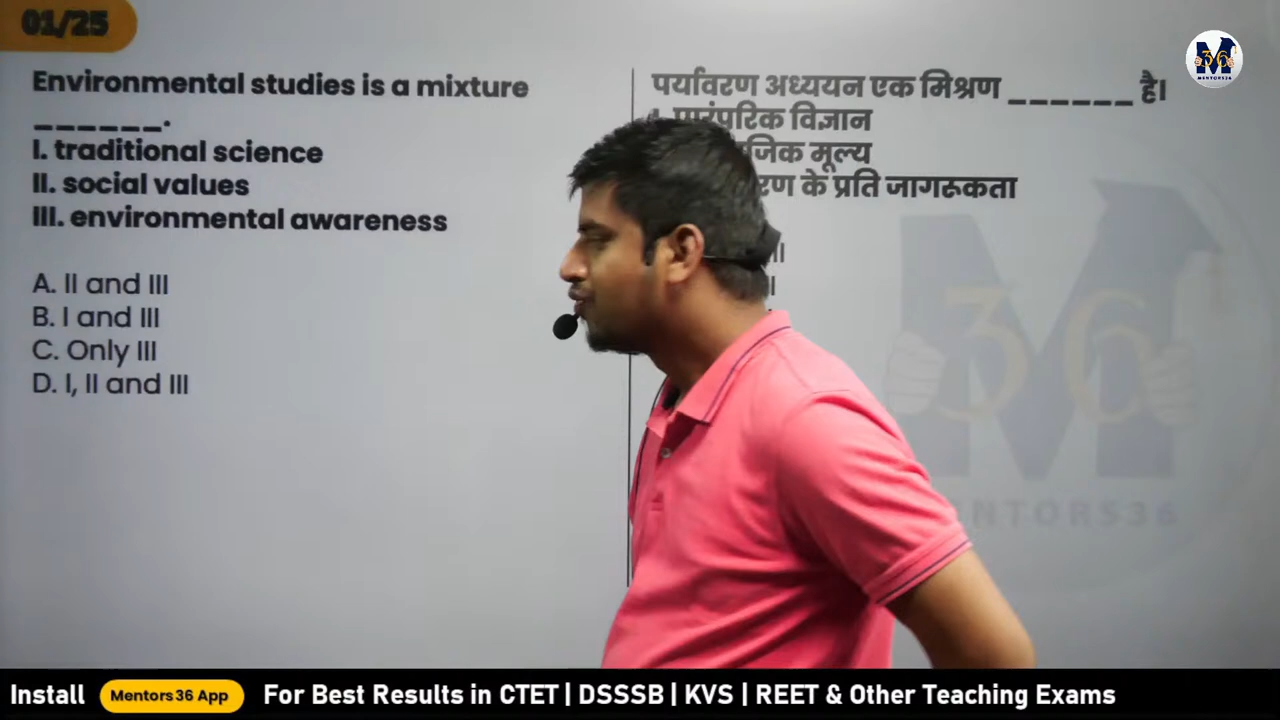 01/25
Environmental studies is a mixture
______.
I. traditional science
II. social values
III. environmental awareness
A. II and III
B. I and III
C. Only III
D. I, II and III
पर्यावरण अध्ययन एक मिश्रण ______ है।
पारंपरिक विज्ञान
मूल्य
के प्रति जागरूकता
M36
MENTORS36
Install Mentors36 App For Best Results in CTET | DSSSB | KVS | REET & Other Teaching Exams